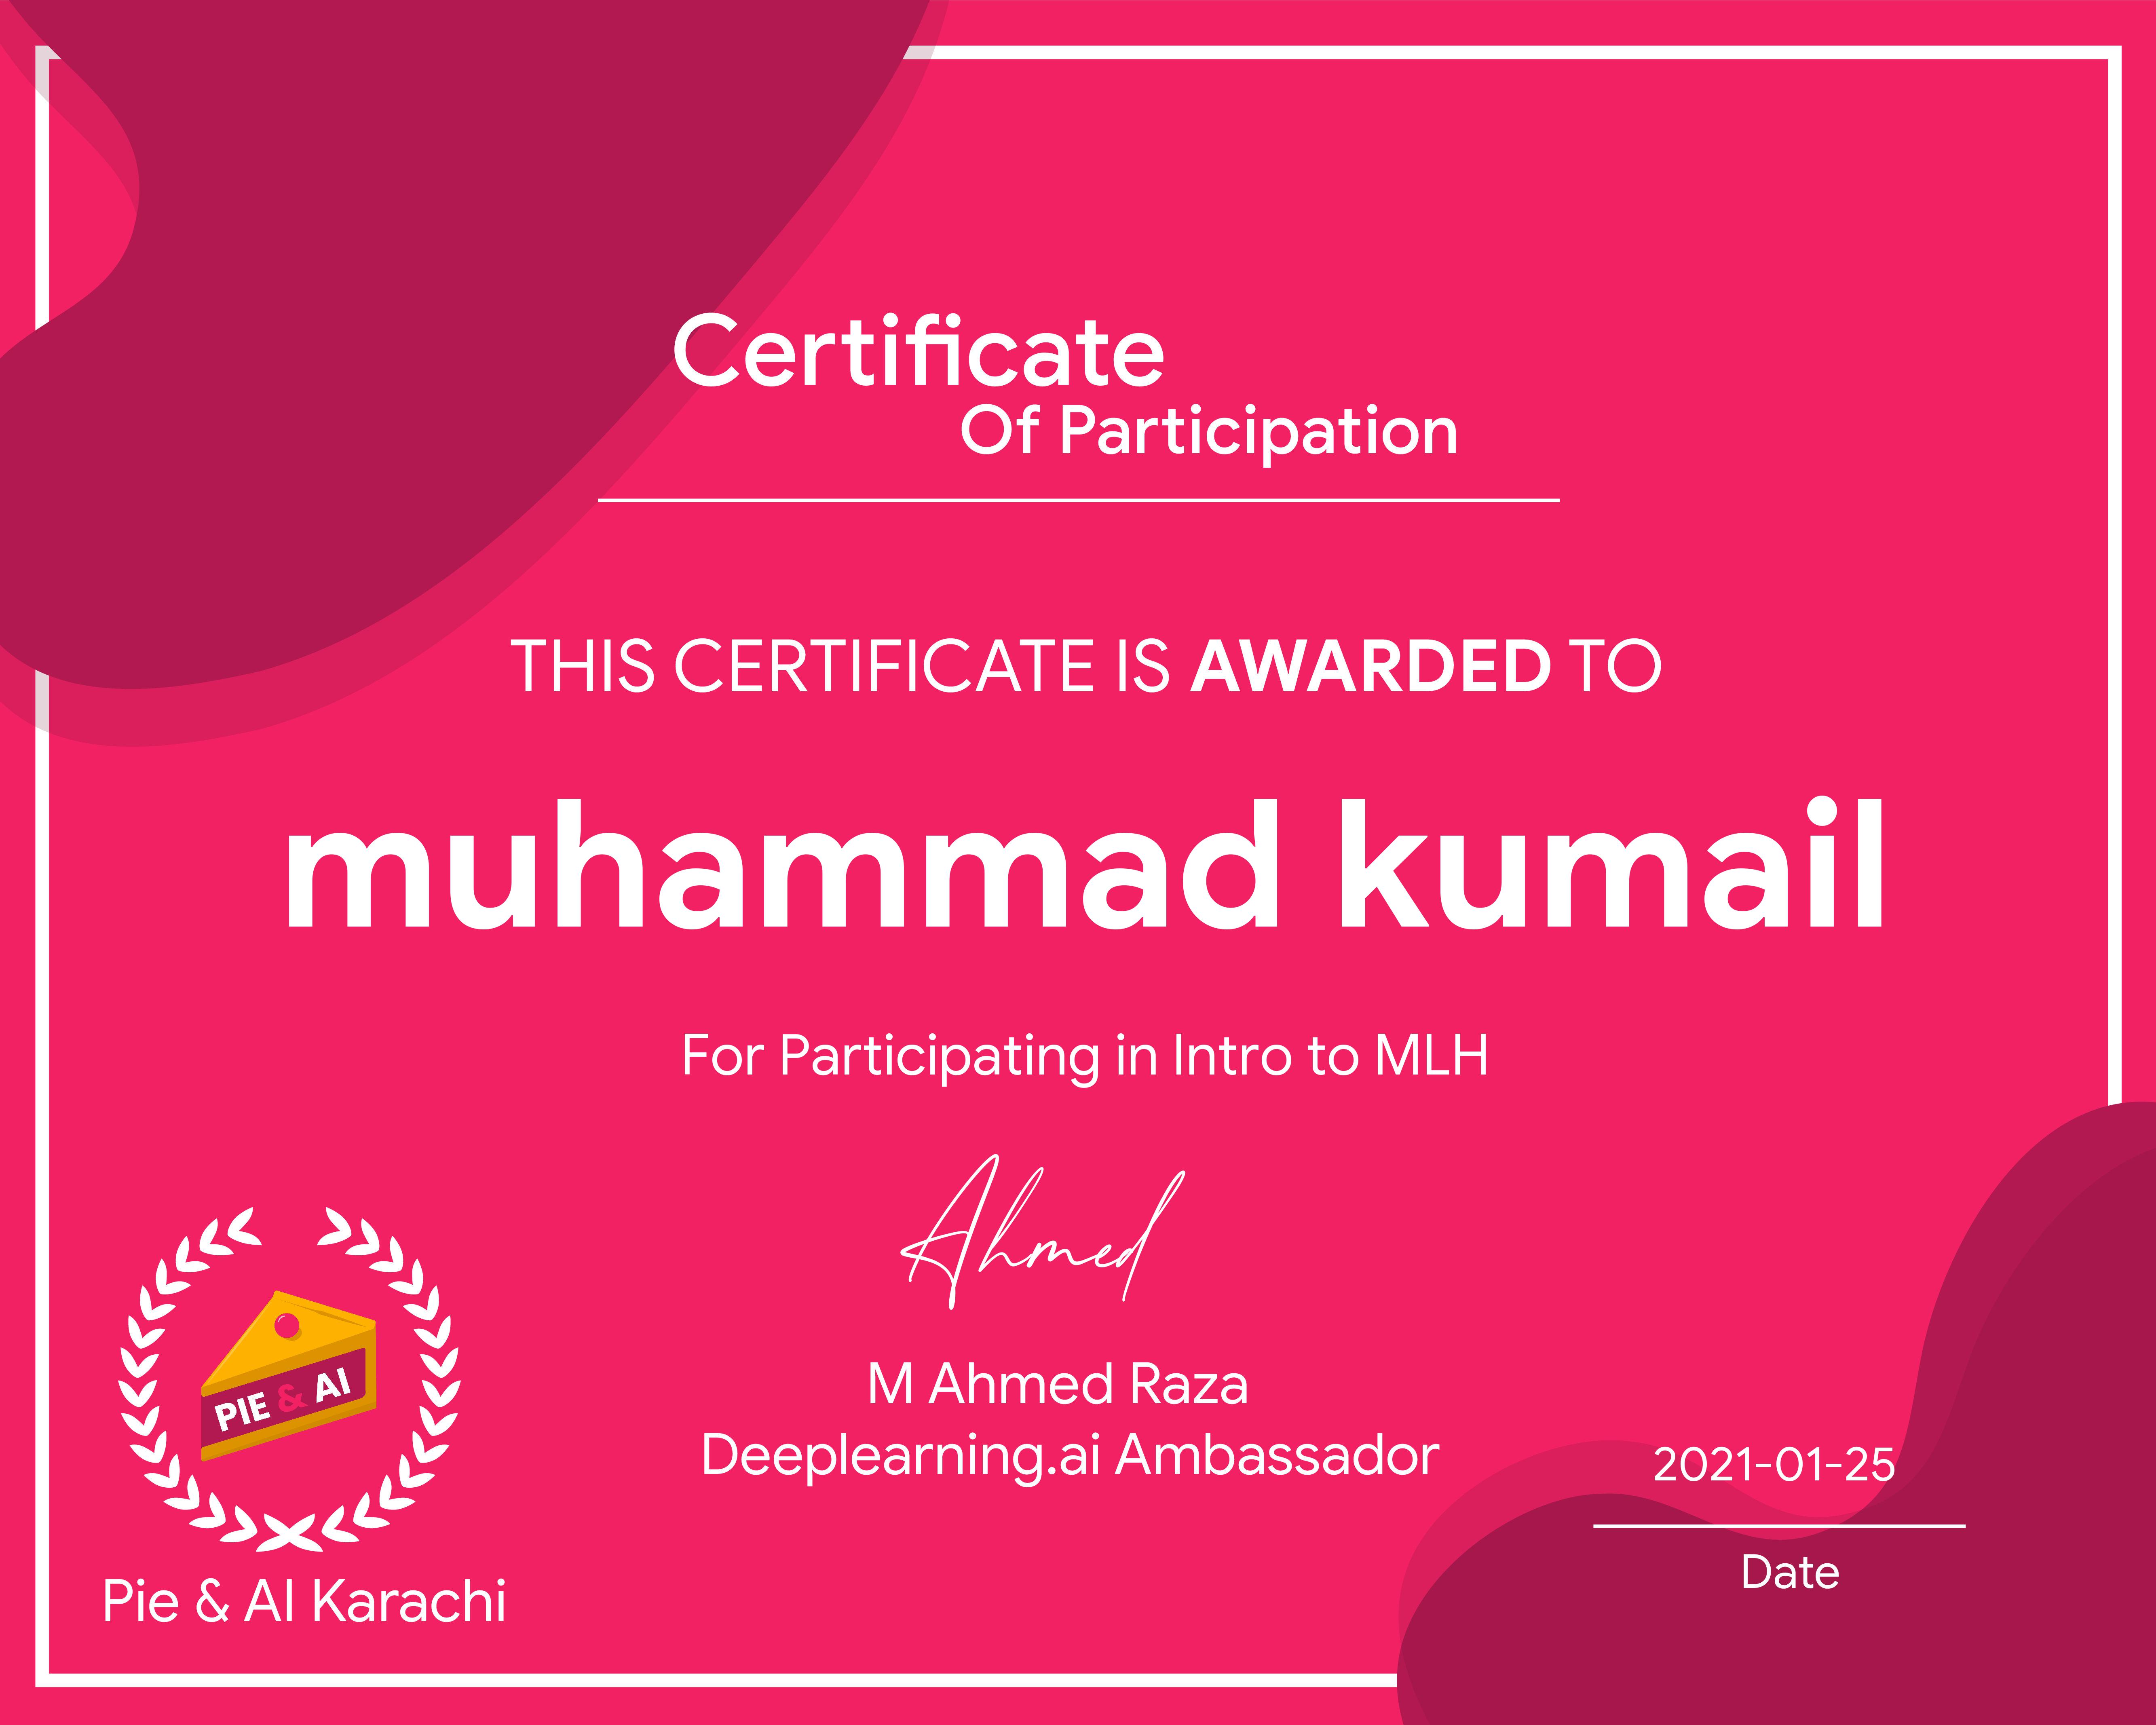 Certificate
Of Participation
THIS CERTIFICATE IS AWARDED TO
muhammad kumail
For Participating in Intro to MLH
Ahmed
M Ahmed Raza
Deeplearning.ai Ambassador
PIE & AI
Pie & AI Karachi
2021-01-25
Date